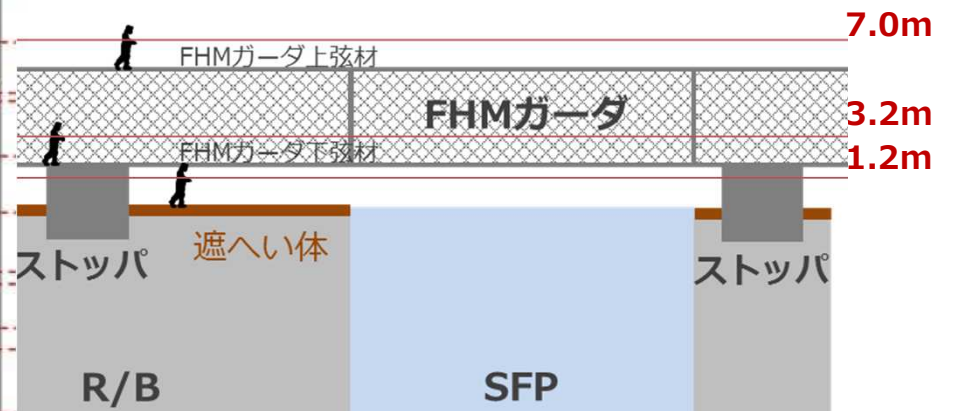 7.0m
FHMガーダ上弦材
FHMガーダ
3.2m
FHMガーダ下弦材
1.2m
遮へい体
ストッパ
ストッパ
R/B
SFP